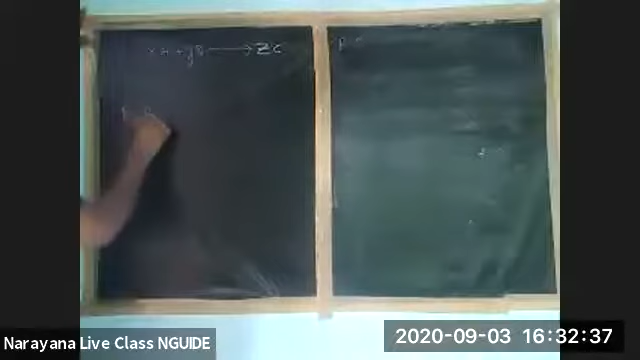 xA + yB ⟶ ZC
Narayana Live Class NGUIDE
2020-09-03 16:32:37